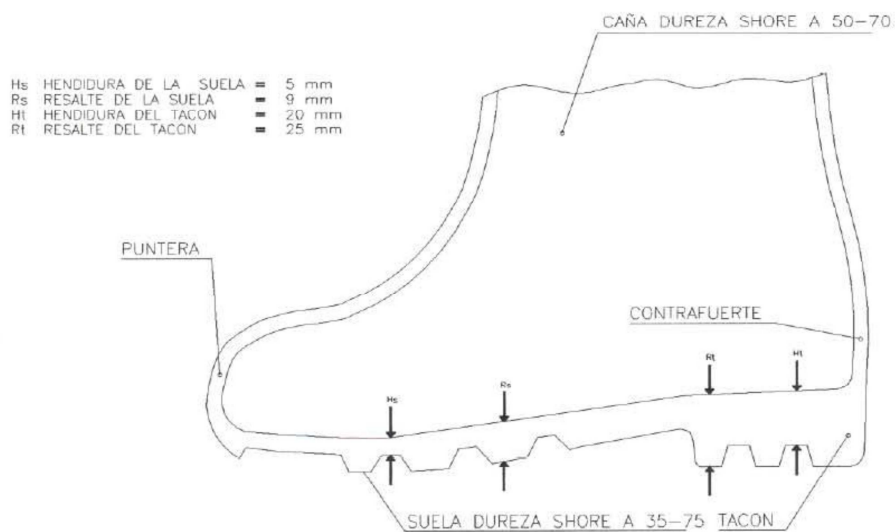 CAÑA DUREZA SHORE A 50-70
Hs HENDIDURA DE LA SUELA = 5 mm
Rs RESALTE DE LA SUELA = 9 mm
Ht HENDIDURA DEL TACON = 20 mm
Rt RESALTE DEL TACON = 25 mm
PUNTERA
CONTRAFUERTE
Hs
Rs
Rt
Ht
SUELA DUREZA SHORE A 35-75
TACON